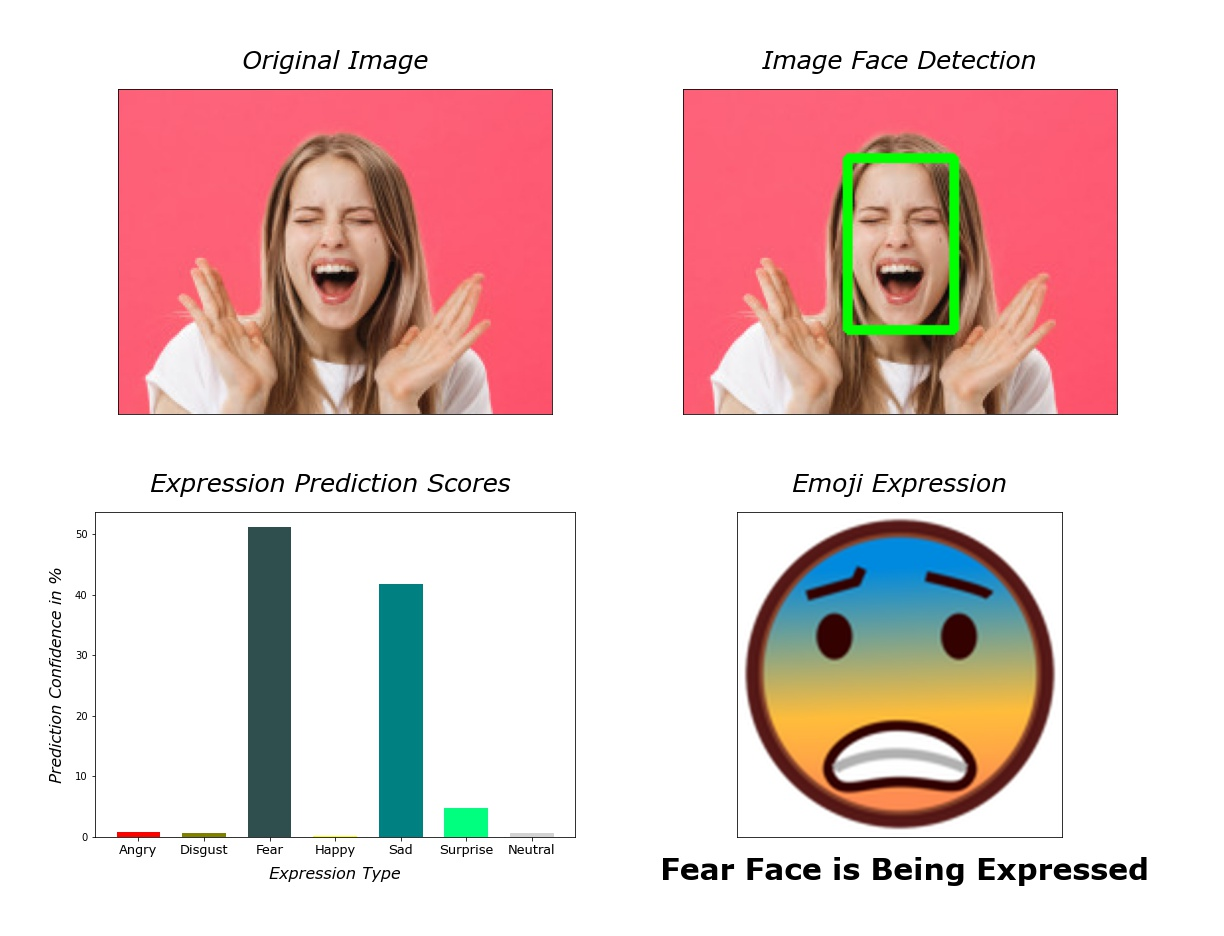 Original Image
Image Face Detection
Expression Prediction Scores
Prediction Confidence in %
50
40
30
20
10
0
Angry Disgust Fear Happy Sad Surprise Neutral
Expression Type
Emoji Expression
Fear Face is Being Expressed